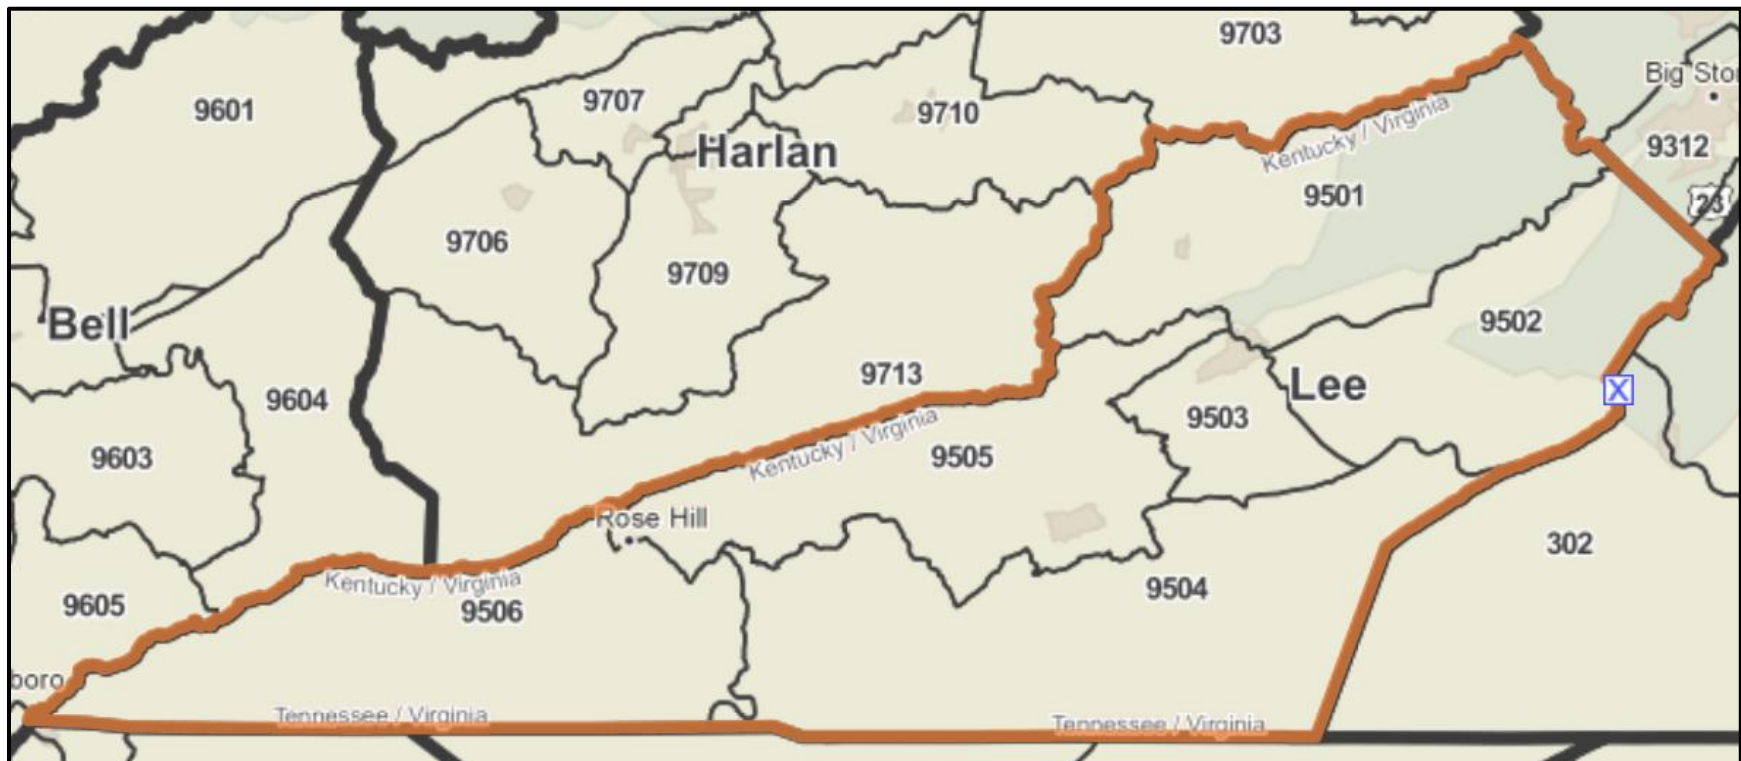 9703
Big Sto
9601
9707
9710
Harlan
9312
Kentucky / Virginia
9501
23
9706
9709
Bell
9502
9713
Lee
X
9604
9503
Kentucky / Virginia
9505
9603
Rose Hill
302
Kentucky / Virginia
9504
9605
9506
boro
Tennessee / Virginia
Tennessee / Virginia